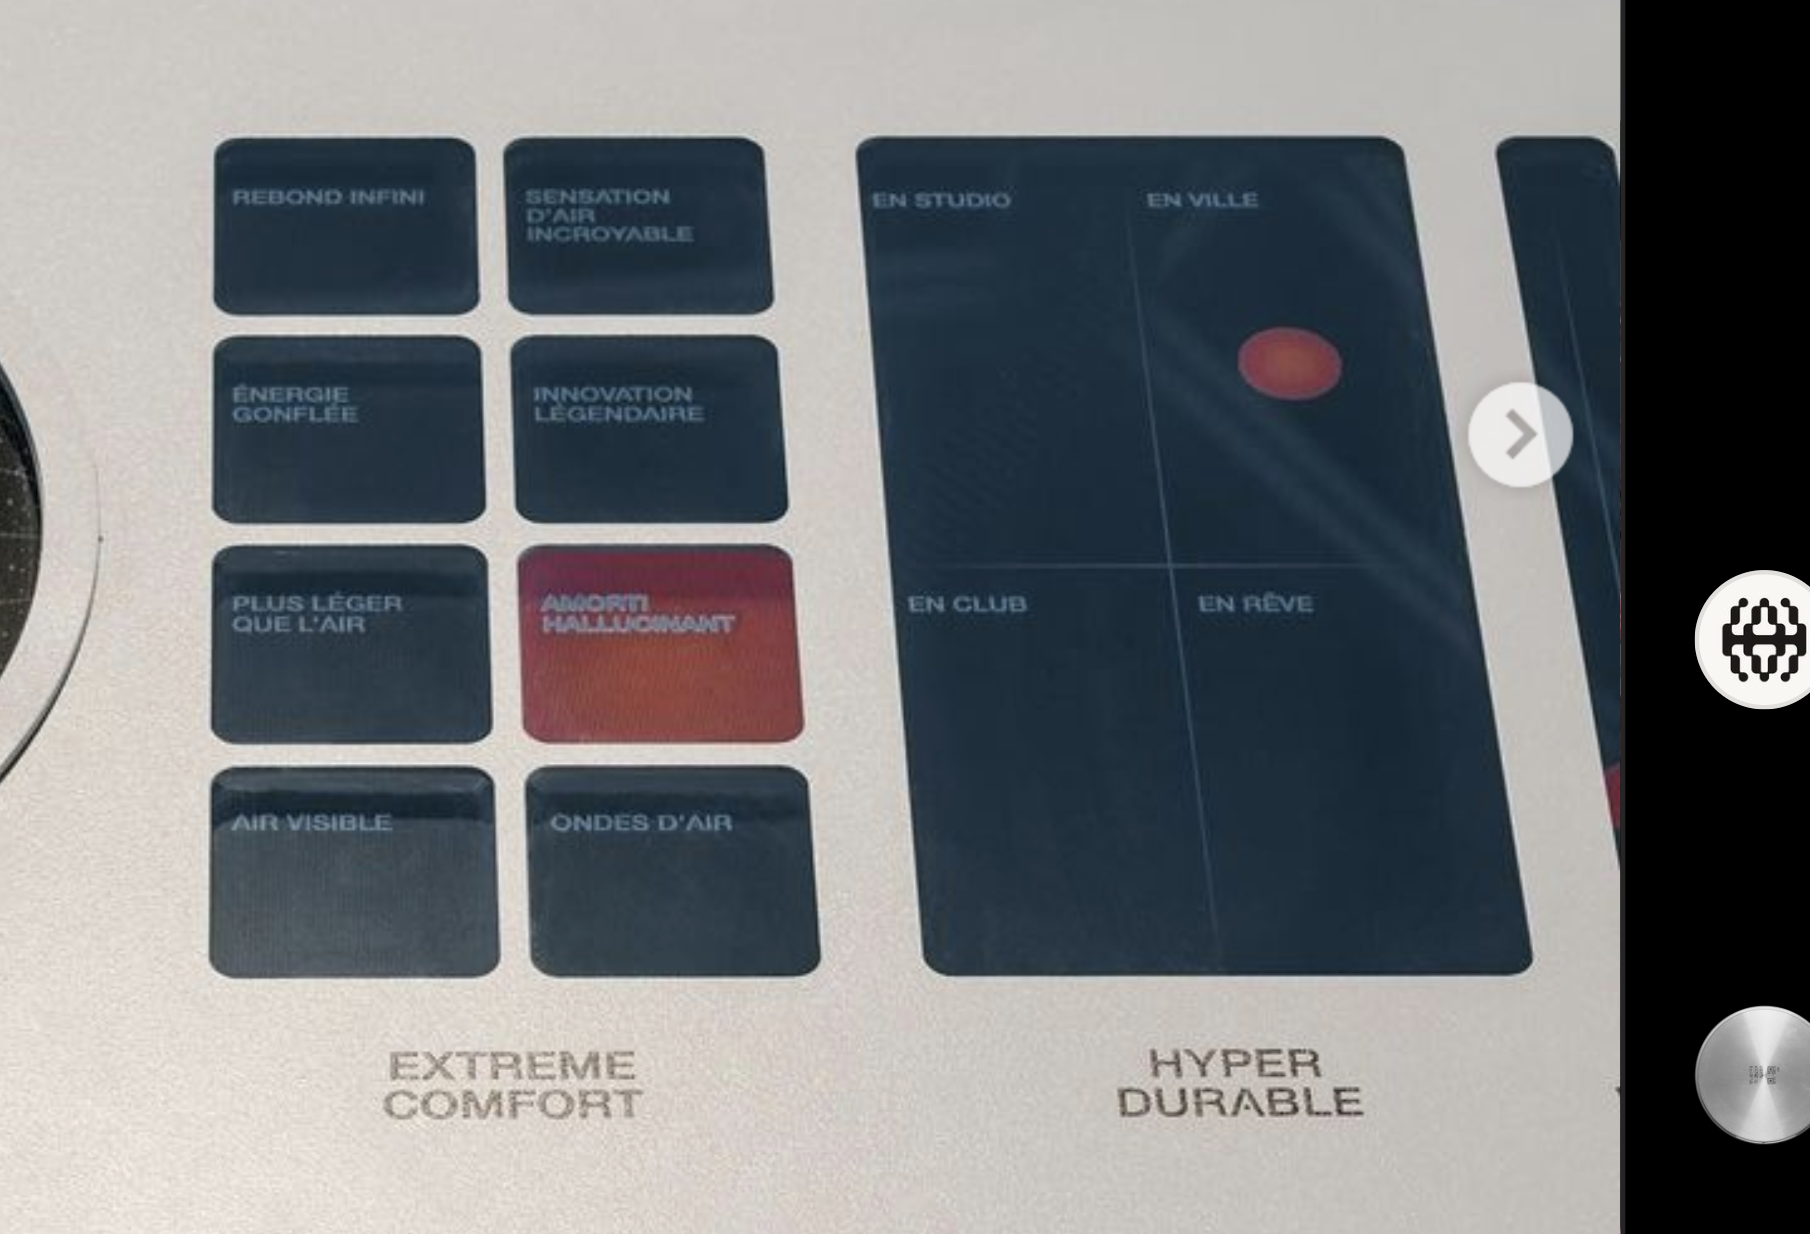 REBOND INFINI
SENSATION
D'AIR
INCROYABLE
ÉNERGIE
GONFLÉE
INNOVATION
LÉGENDAIRE
PLUS LÉGER
QUE L'AIR
AMORTI
HALLUCINANT
AIR VISIBLE
ONDES D'AIR
EXTREME
COMFORT
EN STUDIO
EN VILLE
EN CLUB
EN RÊVE
HYPER
DURABLE